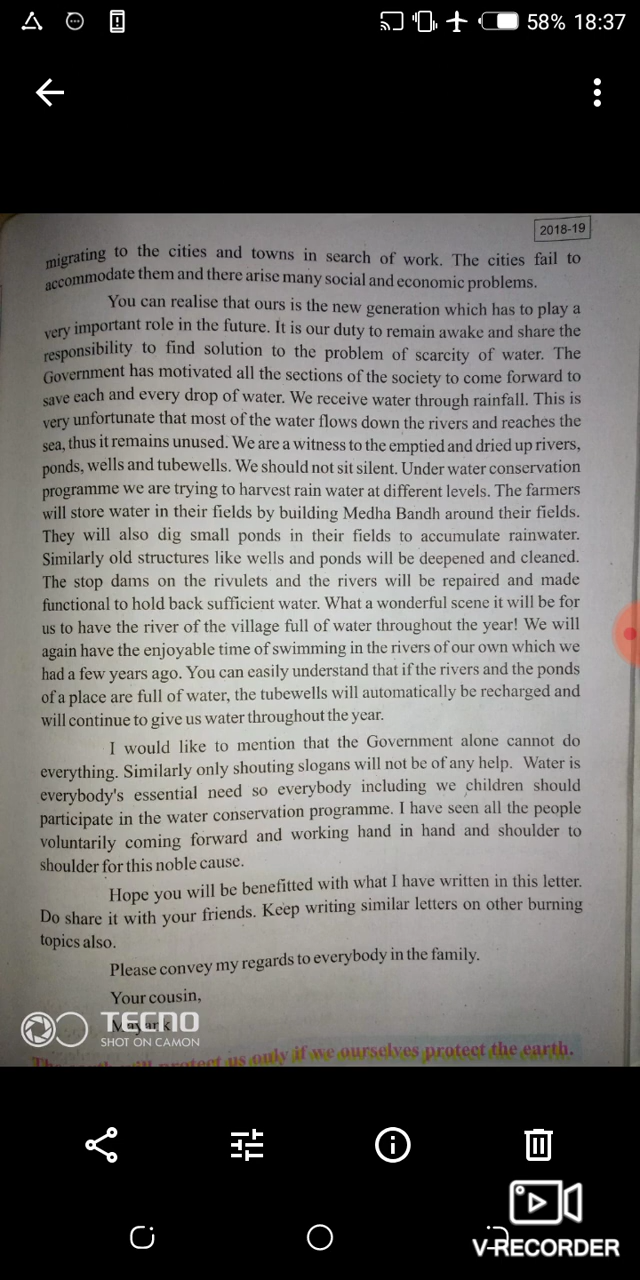 58% 18:37
2018-19
migrating to the cities and towns in search of work. The cities fail to
accommodate them and there arise many social and economic problems.
You can realise that ours is the new generation which has to play a
very important role in the future. It is our duty to remain awake and share the
responsibility to find solution to the problem of scarcity of water. The
Government has motivated all the sections of the society to come forward to
save each and every drop of water. We receive water through rainfall. This is
very unfortunate that most of the water flows down the rivers and reaches the
sea, thus it remains unused. We are a witness to the emptied and dried up rivers,
ponds, wells and tubewells. We should not sit silent. Under water conservation
programme we are trying to harvest rain water at different levels. The farmers
will store water in their fields by building Medha Bandh around their fields.
They will also dig small ponds in their fields to accumulate rainwater.
Similarly old structures like wells and ponds will be deepened and cleaned.
The stop dams on the rivulets and the rivers will be repaired and made
functional to hold back sufficient water. What a wonderful scene it will be for
us to have the river of the village full of water throughout the year! We will
again have the enjoyable time of swimming in the rivers of our own which we
had a few years ago. You can easily understand that if the rivers and the ponds
of a place are full of water, the tubewells will automatically be recharged and
will continue to give us water throughout the year.
I would like to mention that the Government alone cannot do
everything. Similarly only shouting slogans will not be of any help. Water is
everybody's essential need so everybody including we children should
participate in the water conservation programme. I have seen all the people
voluntarily coming forward and working hand in hand and shoulder to
shoulder for this noble cause.
Hope you will be benefitted with what I have written in this letter.
Do share it with your friends. Keep writing similar letters on other burning
topics also.
Please convey my regards to everybody in the family.
Your cousin,
Mayank
TECNO
SHOT ON CAMON
protect us only if we ourselves protect the earth.
V-RECORDER